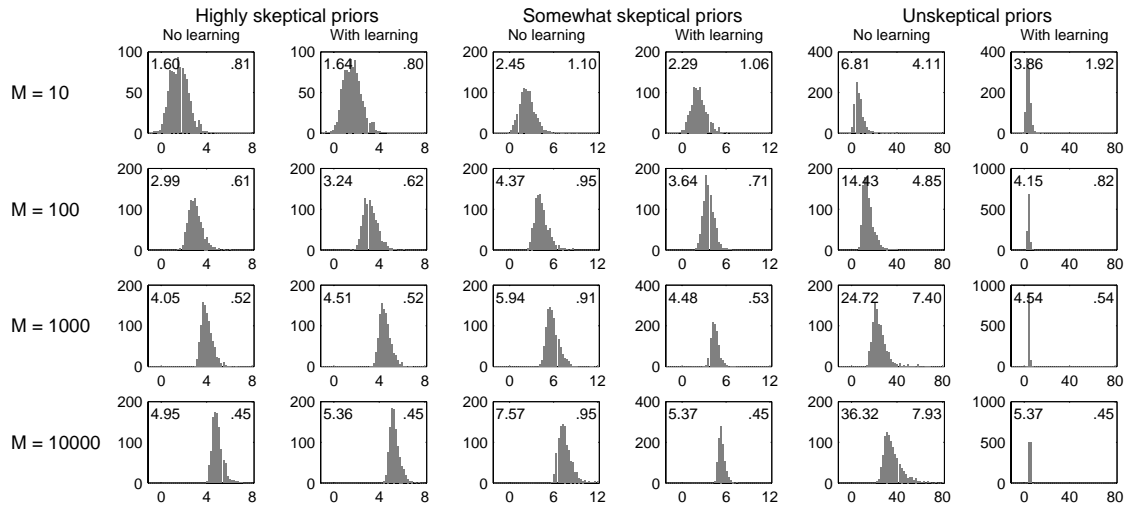 Highly skeptical priors Somewhat skeptical priors Unskeptical priors
No learning With learning No learning With learning No learning With learning
M = 10
100 50 0 1.60 .81 0 4 8
100 50 0 1.64 .80 0 4 8
200 100 0 2.45 1.10 0 6 12
200 100 0 2.29 1.06 0 6 12
400 200 0 6.81 4.11 0 40 80
400 200 0 3.86 1.92 0 40 80
M = 100
200 100 0 2.99 .61 0 4 8
200 100 0 3.24 .62 0 4 8
200 100 0 4.37 .95 0 6 12
200 100 0 3.64 .71 0 6 12
200 100 0 14.43 4.85 0 40 80
1000 500 0 4.15 .82 0 40 80
M = 1000
200 100 0 4.05 .52 0 4 8
200 100 0 4.51 .52 0 4 8
200 100 0 5.94 .91 0 6 12
400 200 0 4.48 .53 0 6 12
200 100 0 24.72 7.40 0 40 80
1000 500 0 4.54 .54 0 40 80
M = 10000
200 100 0 4.95 .45 0 4 8
200 100 0 5.36 .45 0 4 8
200 100 0 7.57 .95 0 6 12
400 200 0 5.37 .45 0 6 12
200 100 0 36.32 7.93 0 40 80
1000 500 0 5.37 .45 0 40 80